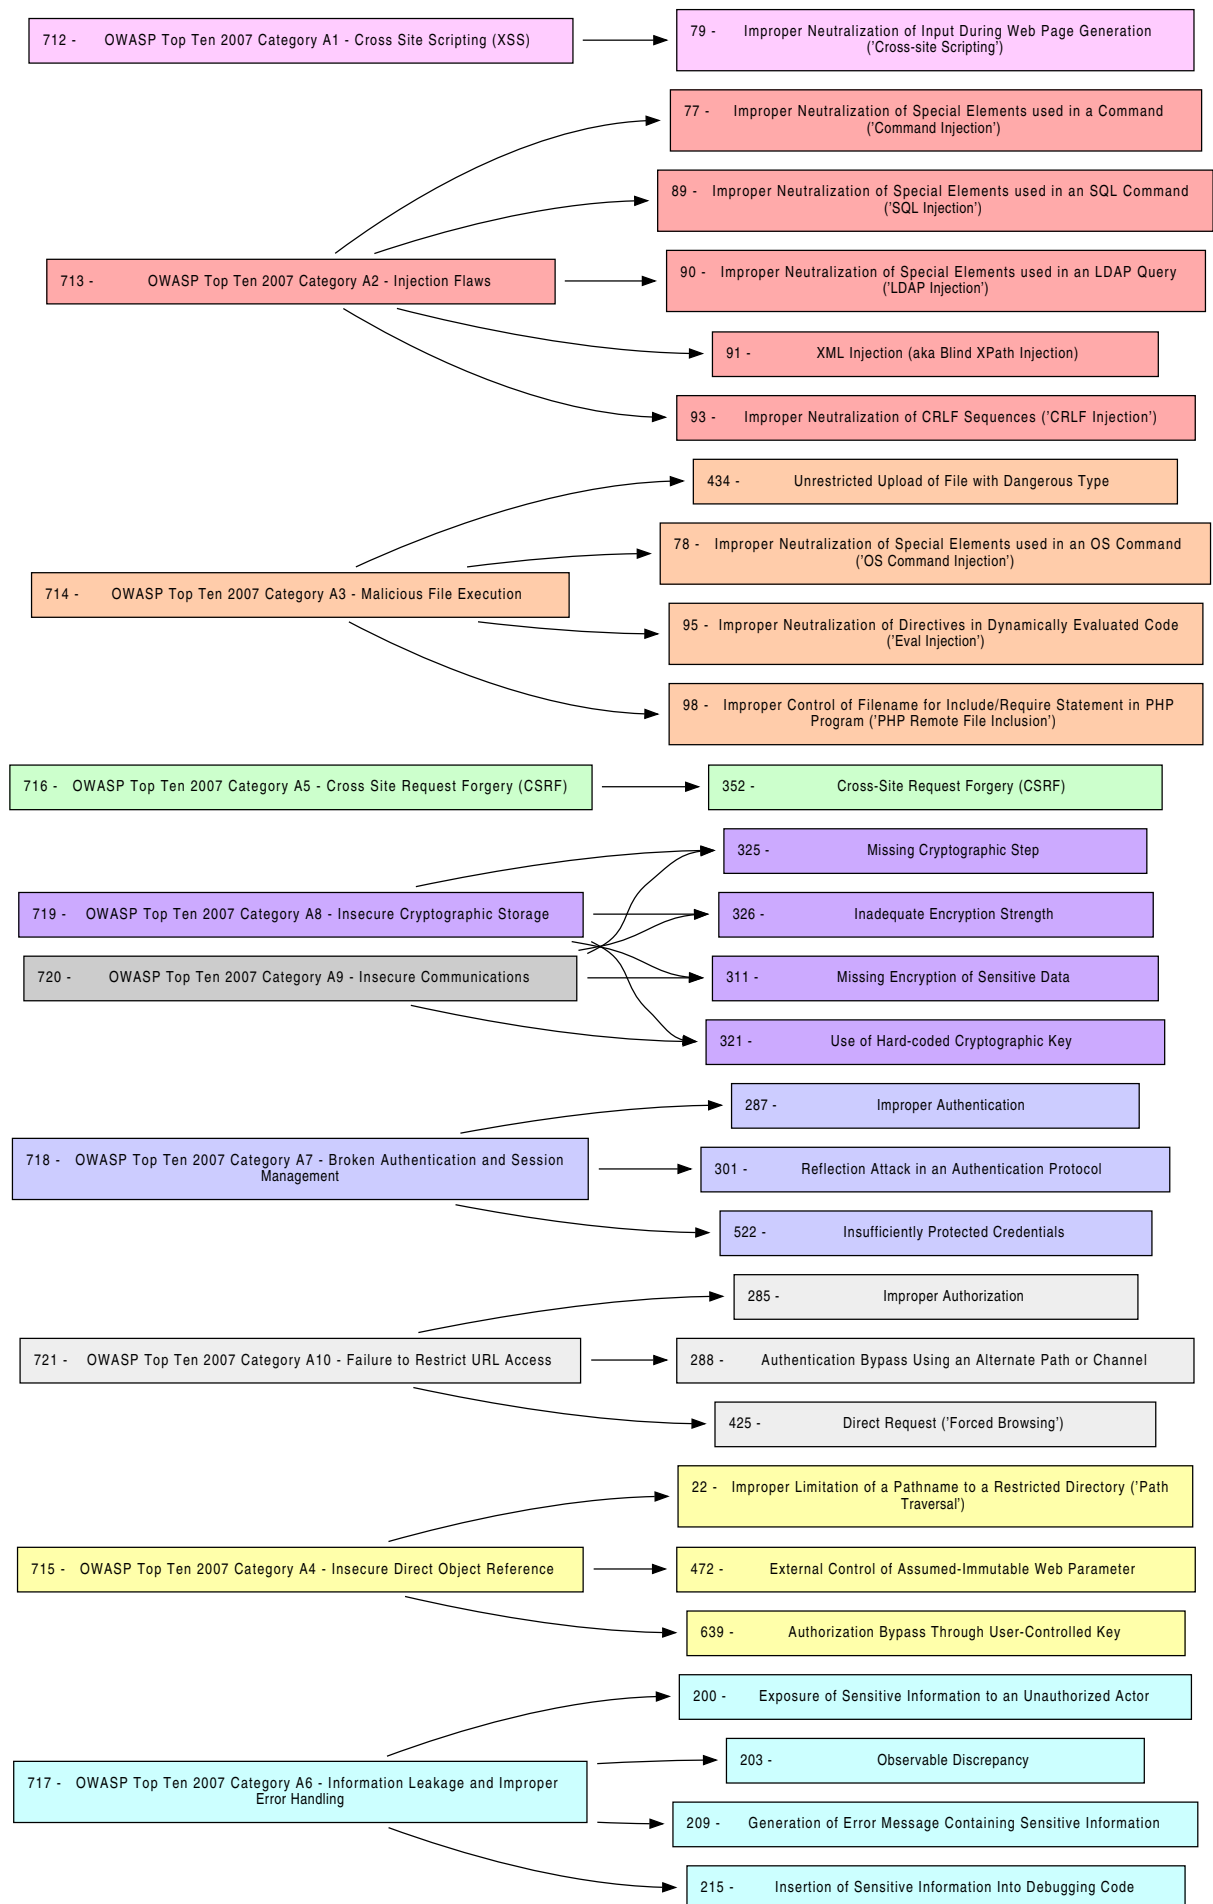 712 - OWASP Top Ten 2007 Category A1 - Cross Site Scripting (XSS)
79 - Improper Neutralization of Input During Web Page Generation
('Cross-site Scripting')
77 - Improper Neutralization of Special Elements used in a Command
('Command Injection')
89 - Improper Neutralization of Special Elements used in an SQL Command
('SQL Injection')
713 - OWASP Top Ten 2007 Category A2 - Injection Flaws
90 - Improper Neutralization of Special Elements used in an LDAP Query
('LDAP Injection')
91 - XML Injection (aka Blind XPath Injection)
93 - Improper Neutralization of CRLF Sequences ('CRLF Injection')
434 - Unrestricted Upload of File with Dangerous Type
78 - Improper Neutralization of Special Elements used in an OS Command
('OS Command Injection')
714 - OWASP Top Ten 2007 Category A3 - Malicious File Execution
95 - Improper Neutralization of Directives in Dynamically Evaluated Code
('Eval Injection')
98 - Improper Control of Filename for Include/Require Statement in PHP
Program ('PHP Remote File Inclusion')
716 - OWASP Top Ten 2007 Category A5 - Cross Site Request Forgery (CSRF)
352 - Cross-Site Request Forgery (CSRF)
325 - Missing Cryptographic Step
719 - OWASP Top Ten 2007 Category A8 - Insecure Cryptographic Storage
326 - Inadequate Encryption Strength
720 - OWASP Top Ten 2007 Category A9 - Insecure Communications
311 - Missing Encryption of Sensitive Data
321 - Use of Hard-coded Cryptographic Key
287 - Improper Authentication
718 - OWASP Top Ten 2007 Category A7 - Broken Authentication and Session
Management
301 - Reflection Attack in an Authentication Protocol
522 - Insufficiently Protected Credentials
285 - Improper Authorization
721 - OWASP Top Ten 2007 Category A10 - Failure to Restrict URL Access
288 - Authentication Bypass Using an Alternate Path or Channel
425 - Direct Request ('Forced Browsing')
22 - Improper Limitation of a Pathname to a Restricted Directory ('Path
Traversal')
715 - OWASP Top Ten 2007 Category A4 - Insecure Direct Object Reference
472 - External Control of Assumed-Immutable Web Parameter
639 - Authorization Bypass Through User-Controlled Key
200 - Exposure of Sensitive Information to an Unauthorized Actor
203 - Observable Discrepancy
717 - OWASP Top Ten 2007 Category A6 - Information Leakage and Improper
Error Handling
209 - Generation of Error Message Containing Sensitive Information
215 - Insertion of Sensitive Information Into Debugging Code